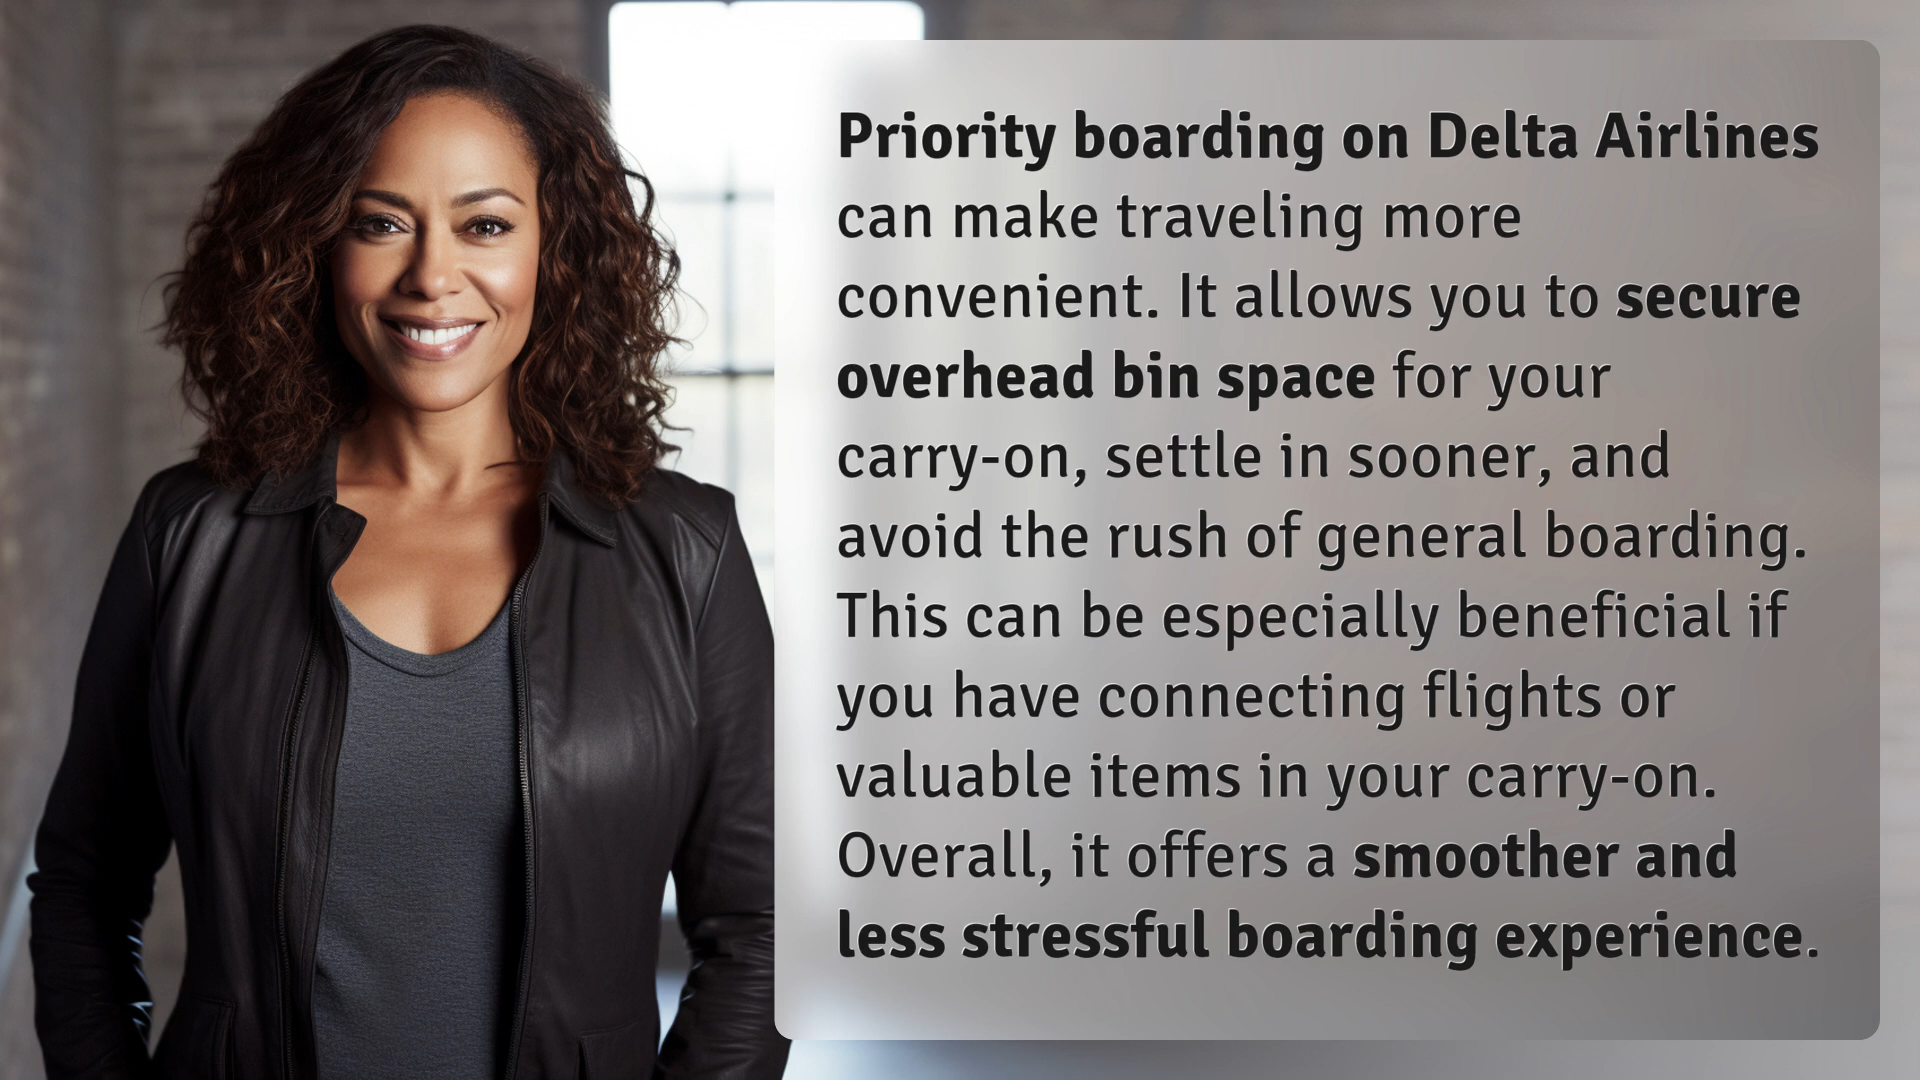 Priority boarding on Delta Airlines
can make traveling more
convenient. It allows you to secure
overhead bin space for your
carry-on, settle in sooner, and
avoid the rush of general boarding.
This can be especially beneficial if
you have connecting flights or
valuable items in your carry-on.
Overall, it offers a smoother and
less stressful boarding experience.